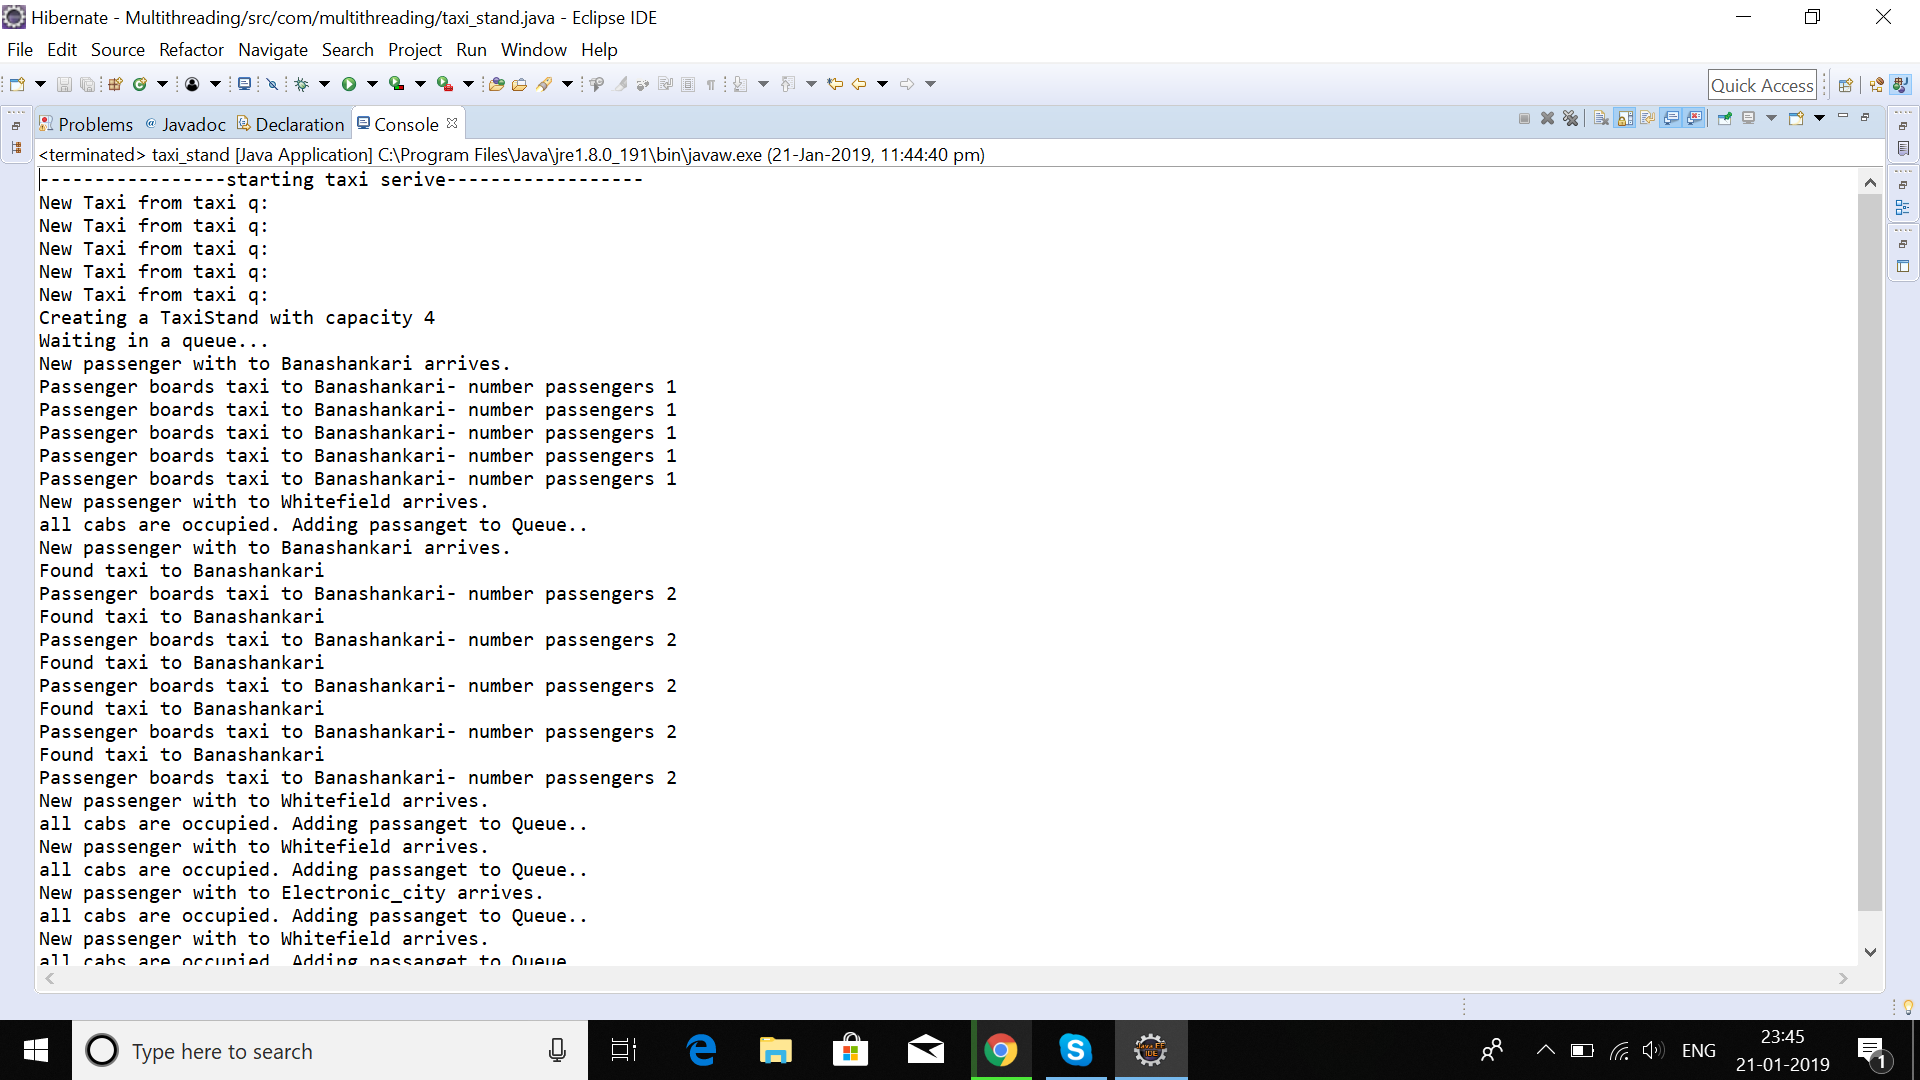 Hibernate - Multithreading/src/com/multithreading/taxi_stand.java - Eclipse IDE
File Edit Source Refactor Navigate Search Project Run Window Help
Quick Access
Problems Javadoc Declaration Console
<terminated> taxi_stand [Java Application] C:\Program Files\Java\jre1.8.0_191\bin\javaw.exe (21-Jan-2019, 11:44:40 pm)
-----------------starting taxi serive------------------
New Taxi from taxi q:
New Taxi from taxi q:
New Taxi from taxi q:
New Taxi from taxi q:
New Taxi from taxi q:
Creating a TaxiStand with capacity 4
Waiting in a queue...
New passenger with to Banashankari arrives.
Passenger boards taxi to Banashankari- number passengers 1
Passenger boards taxi to Banashankari- number passengers 1
Passenger boards taxi to Banashankari- number passengers 1
Passenger boards taxi to Banashankari- number passengers 1
Passenger boards taxi to Banashankari- number passengers 1
New passenger with to Whitefield arrives.
all cabs are occupied. Adding passanget to Queue..
New passenger with to Banashankari arrives.
Found taxi to Banashankari
Passenger boards taxi to Banashankari- number passengers 2
Found taxi to Banashankari
Passenger boards taxi to Banashankari- number passengers 2
Found taxi to Banashankari
Passenger boards taxi to Banashankari- number passengers 2
Found taxi to Banashankari
Passenger boards taxi to Banashankari- number passengers 2
Found taxi to Banashankari
Passenger boards taxi to Banashankari- number passengers 2
New passenger with to Whitefield arrives.
all cabs are occupied. Adding passanget to Queue..
New passenger with to Whitefield arrives.
all cabs are occupied. Adding passanget to Queue..
New passenger with to Electronic_city arrives.
all cabs are occupied. Adding passanget to Queue..
New passenger with to Whitefield arrives.
all cabs are occupied. Adding passanget to Queue
Type here to search
Java EE
IDE
ENG
23:45
21-01-2019
1